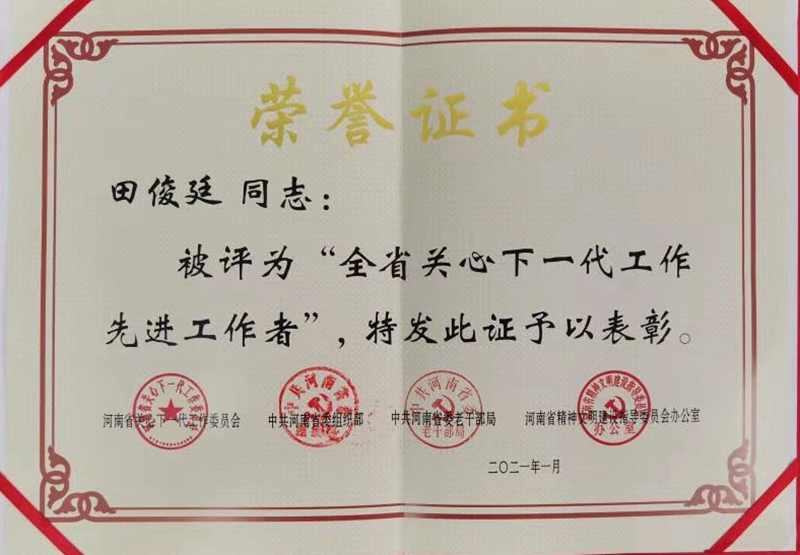 荣誉证书
田俊廷 同志：
被评为“全省关心下一代工作
先进工作者”，特发此证予以表彰。
河南省关心下一代工作委员会 中共河南省委组织部 中共河南省委老干部局 河南省精神文明建设指导委员会办公室
二〇二一年一月